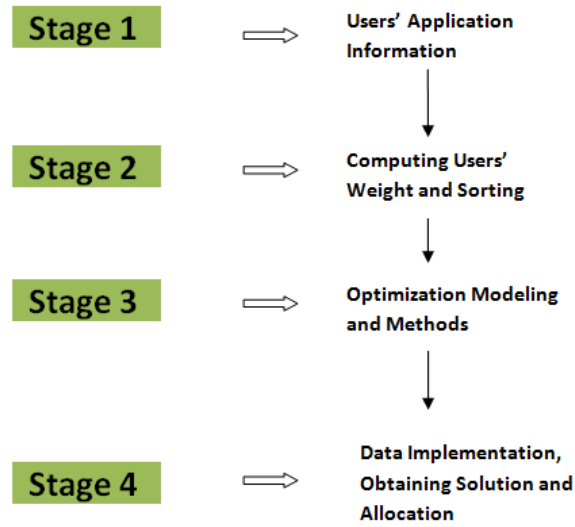 Stage 1
Users' Application
Information
Stage 2
Computing Users'
Weight and Sorting
Stage 3
Optimization Modeling
and Methods
Stage 4
Data Implementation,
Obtaining Solution and
Allocation